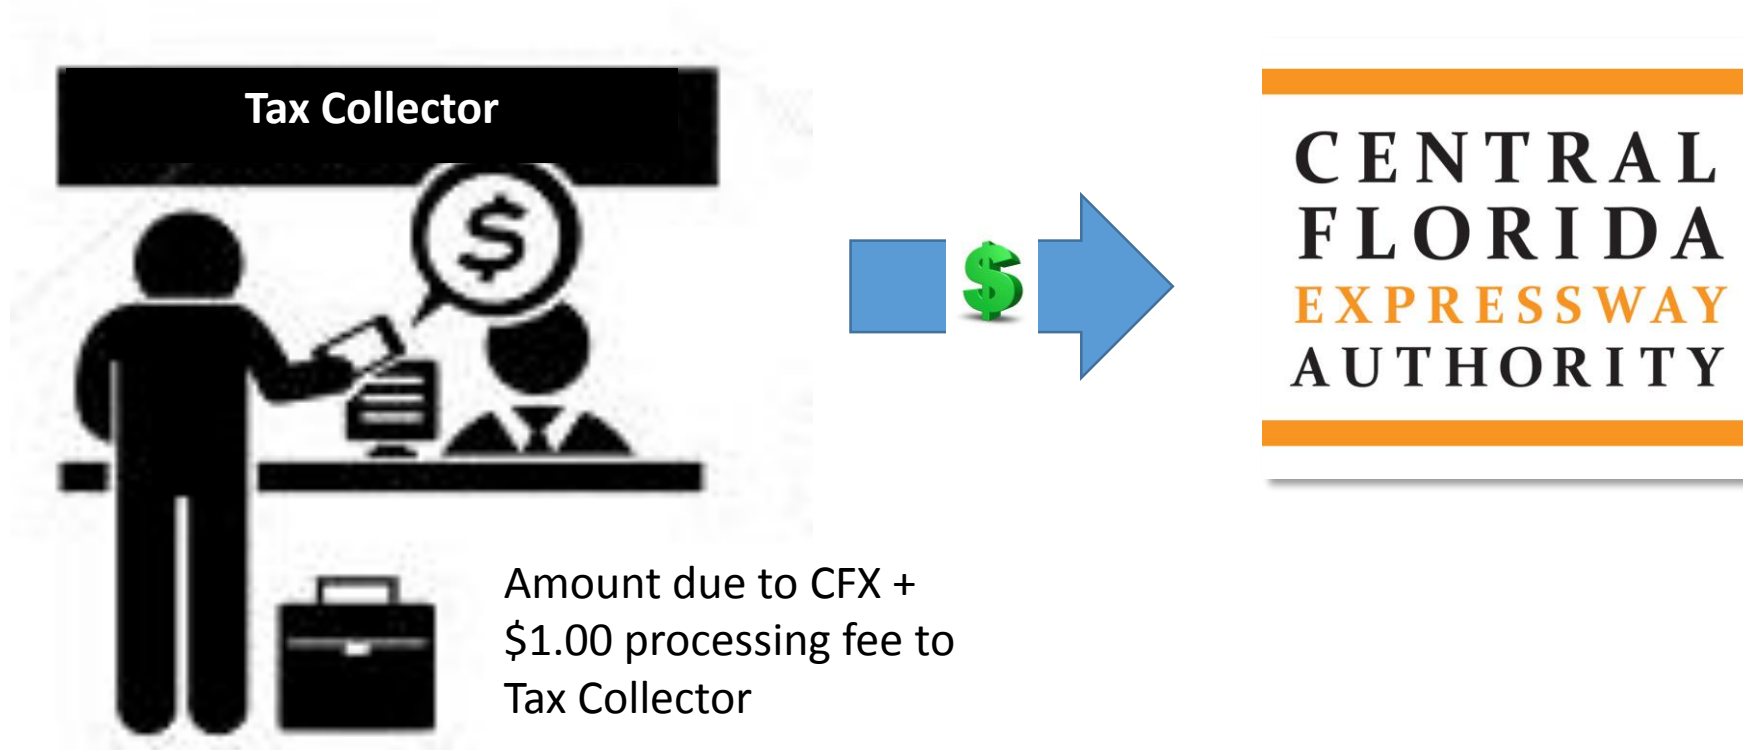 Tax Collector
$
$
CENTRAL
FLORIDA
EXPRESSWAY
AUTHORITY
Amount due to CFX +
$1.00 processing fee to
Tax Collector